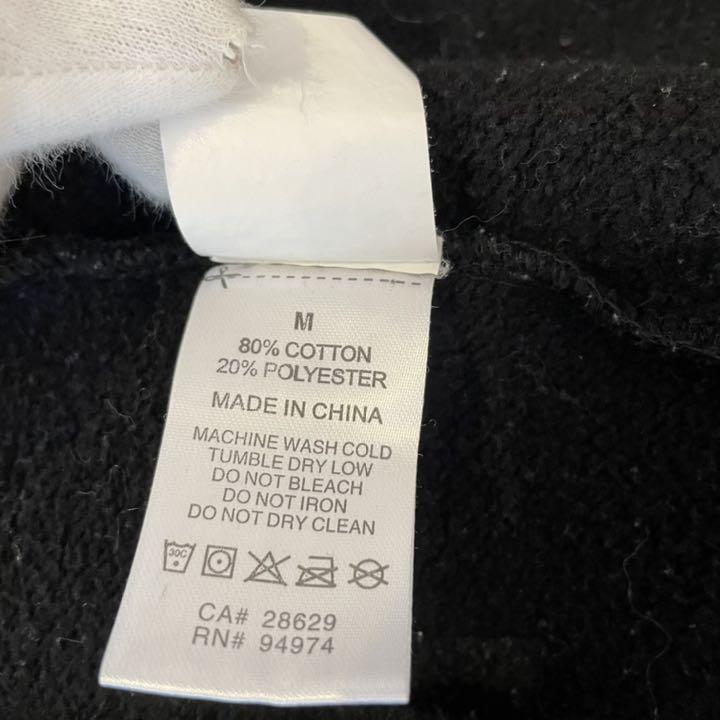 M
80% COTTON
20% POLYESTER
MADE IN CHINA
MACHINE WASH COLD
TUMBLE DRY LOW
DO NOT BLEACH
DO NOT IRON
DO NOT DRY CLEAN
30C
CA# 28629
RN# 94974